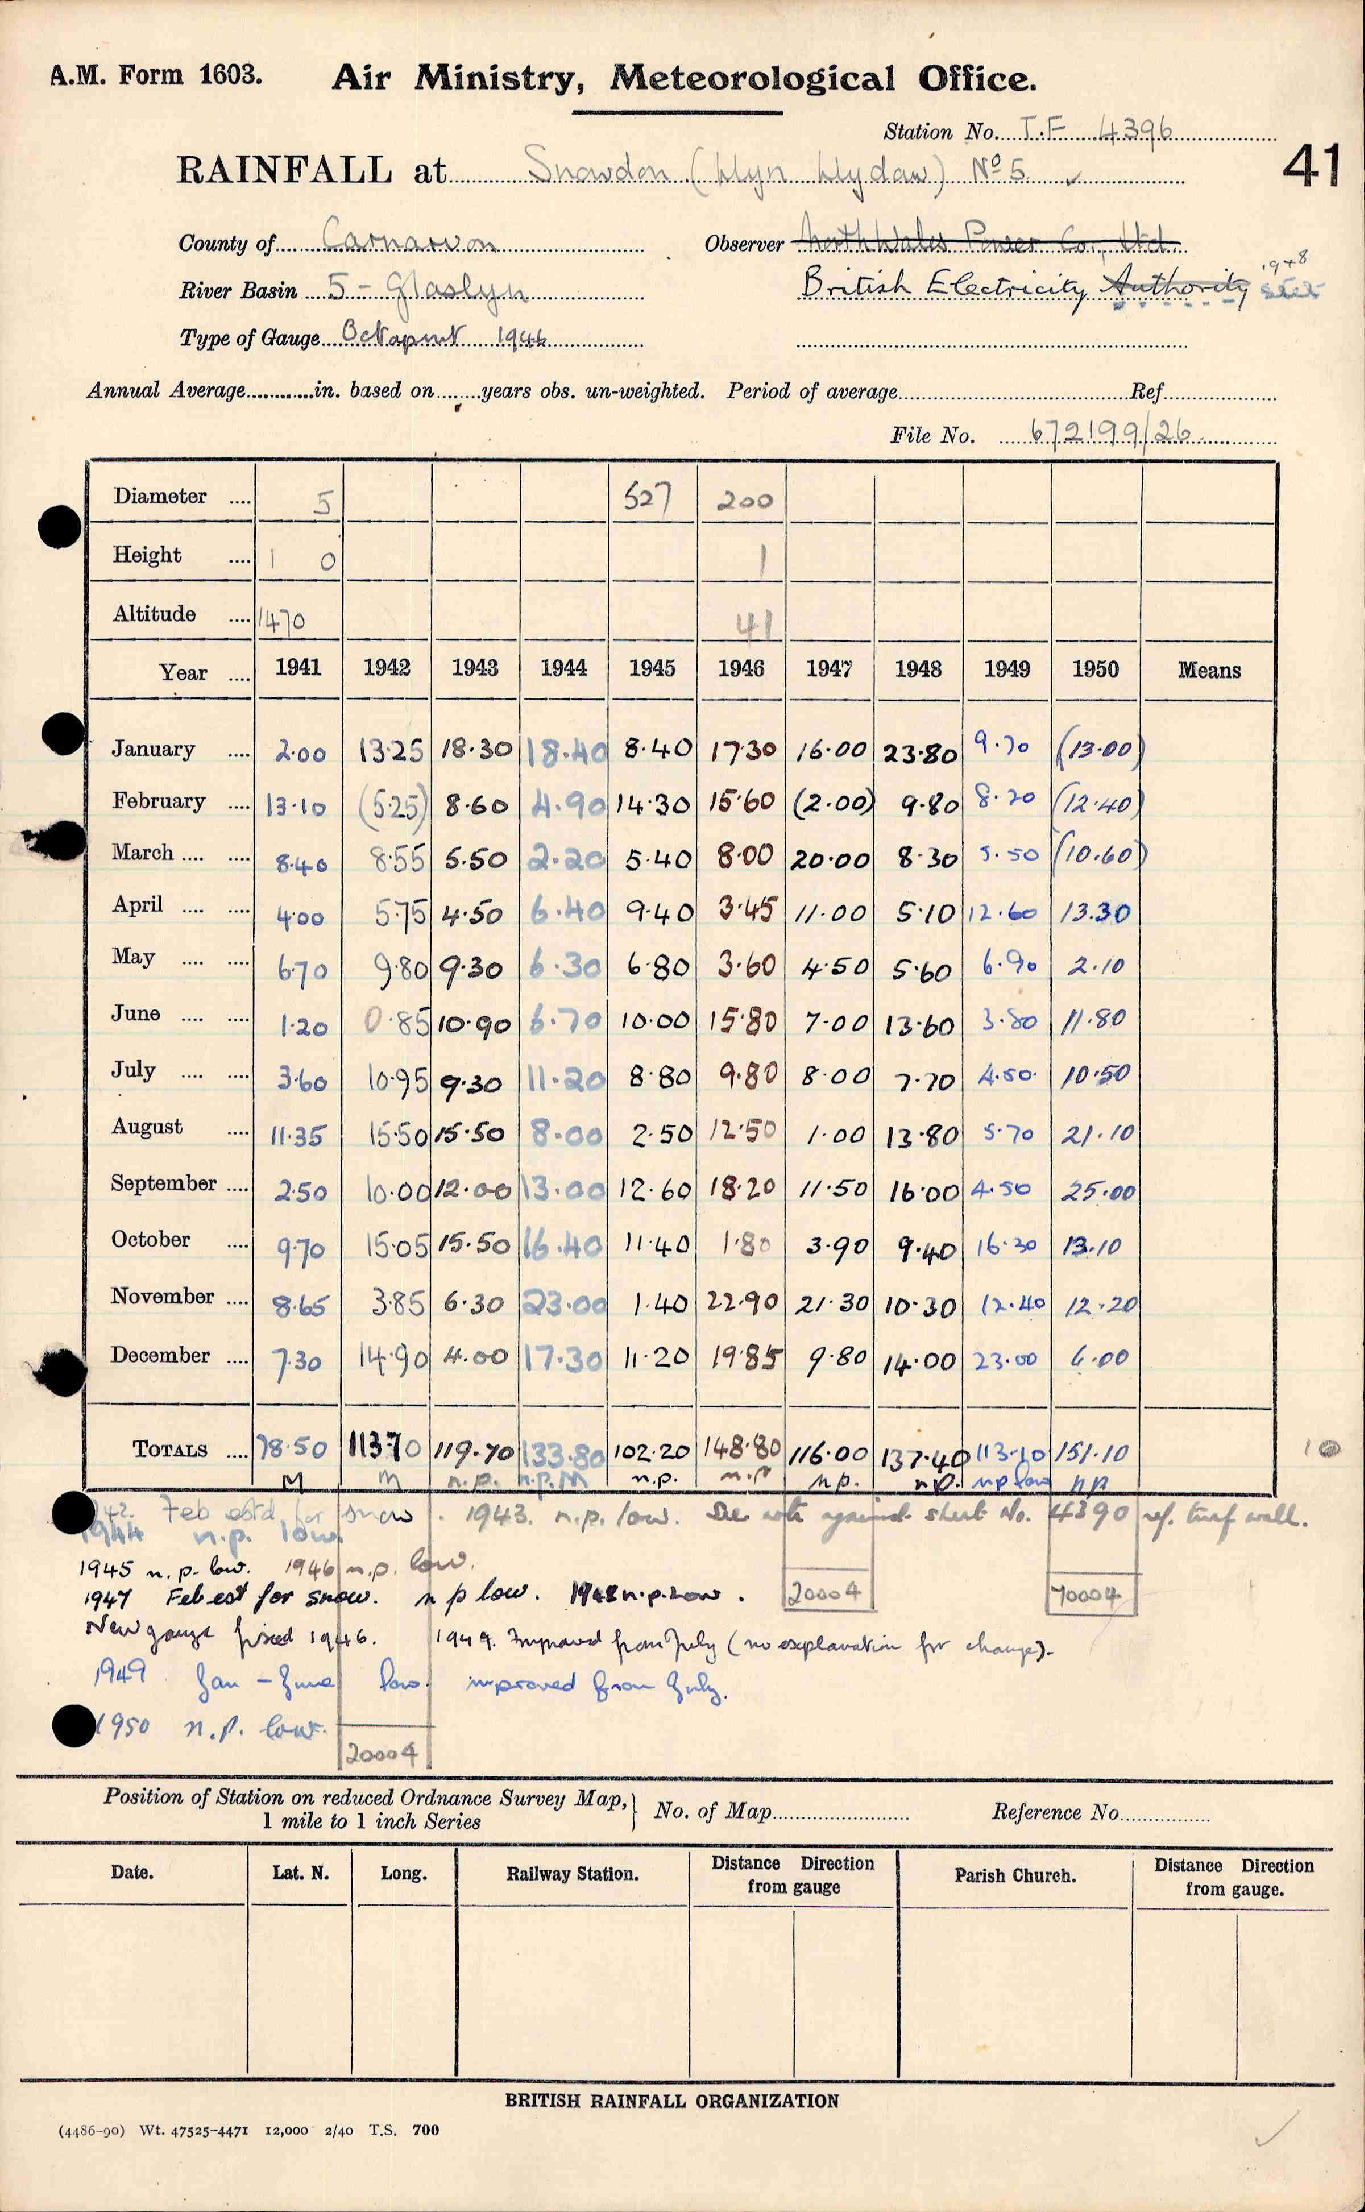 A.M. Form 1603. Air Ministry, Meteorological Office.
Station No. T.F 4396
41
RAINFALL at Snowdon (Llyn Llydaw) No 5 ✓
County of Carnarvon Observer North Wales Power Co., Ltd.
River Basin 5 - Glaslyn British Electricity Authority stet 1948
Type of Gauge Octapent 1946
Annual Average in. based on years obs. un-weighted. Period of average Ref
File No. 672199/26
Diameter 5 527 200
Height 1 0 1
Altitude 1470 41
Year 1941 1942 1943 1944 1945 1946 1947 1948 1949 1950 Means
January 2.00 13.25 18.30 18.40 8.40 17.30 16.00 23.80 9.70 (13.00)
February 13.10 (5.25) 8.60 4.90 14.30 15.60 (2.00) 9.80 8.20 (12.40)
March 8.40 8.55 5.50 2.20 5.40 8.00 20.00 8.30 5.50 (10.60)
April 4.00 5.75 4.50 6.40 9.40 3.45 11.00 5.10 12.60 13.30
May 6.70 9.80 9.30 6.30 6.80 3.60 4.50 5.60 6.90 2.10
June 1.20 0.85 10.90 6.70 10.00 15.80 7.00 13.60 3.80 11.80
July 3.60 10.95 9.30 11.20 8.80 9.80 8.00 7.70 4.50 10.50
August 11.35 15.50 15.50 8.00 2.50 12.50 1.00 13.80 5.70 21.10
September 2.50 10.00 12.00 13.00 12.60 18.20 11.50 16.00 4.50 25.00
October 9.70 15.05 15.50 16.40 11.40 1.80 3.90 9.40 16.30 13.10
November 8.65 3.85 6.30 23.00 1.40 22.90 21.30 10.30 12.40 12.20
December 7.30 14.90 4.00 17.30 11.20 19.85 9.80 14.00 23.00 6.00
TOTALS 78.50 113.70 119.70 133.80 102.20 148.80 116.00 137.40 113.10 151.10 10
M M n.p. n.p. M n.p. n.p. n.p. n.p. n.p. low n p
1942. Feb estd for snow. 1943. n.p. low. See note against sheet No. 4390 ref. turf wall.
1944 n.p. low.
1945 n.p. low. 1946 n.p. low.
1947 Feb est for snow. n p low. 1948 n.p. low. 20004 70004
New gauge fixed 1946. 1949. Improved from July (no explanation for change).
1949 Jan - June low. improved from July.
1950 n.p. low.
20004
Position of Station on reduced Ordnance Survey Map, 1 mile to 1 inch Series No. of Map Reference No.
Date. Lat. N. Long. Railway Station. Distance Direction from gauge Parish Church. Distance Direction from gauge.
BRITISH RAINFALL ORGANIZATION
(4486-90) Wt. 47525-4471 12,000 2/40 T.S. 700